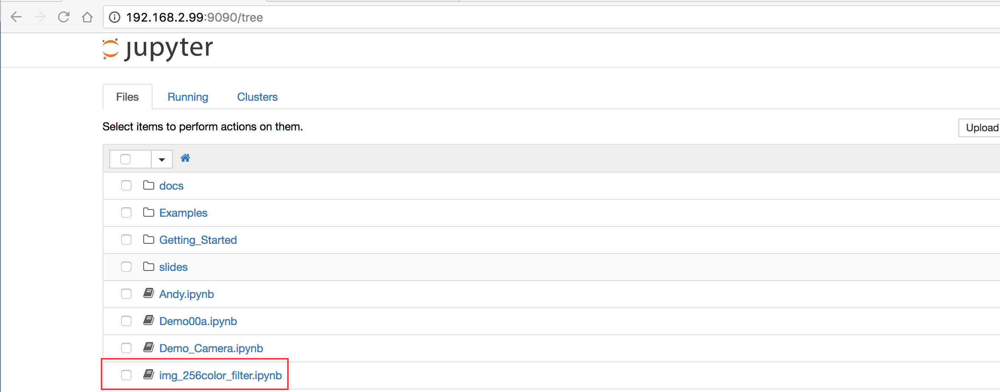 192.168.2.99:9090/tree
jupyter
Files Running Clusters
Select items to perform actions on them.
Upload
docs
Examples
Getting_Started
slides
Andy.ipynb
Demo00a.ipynb
Demo_Camera.ipynb
img_256color_filter.ipynb